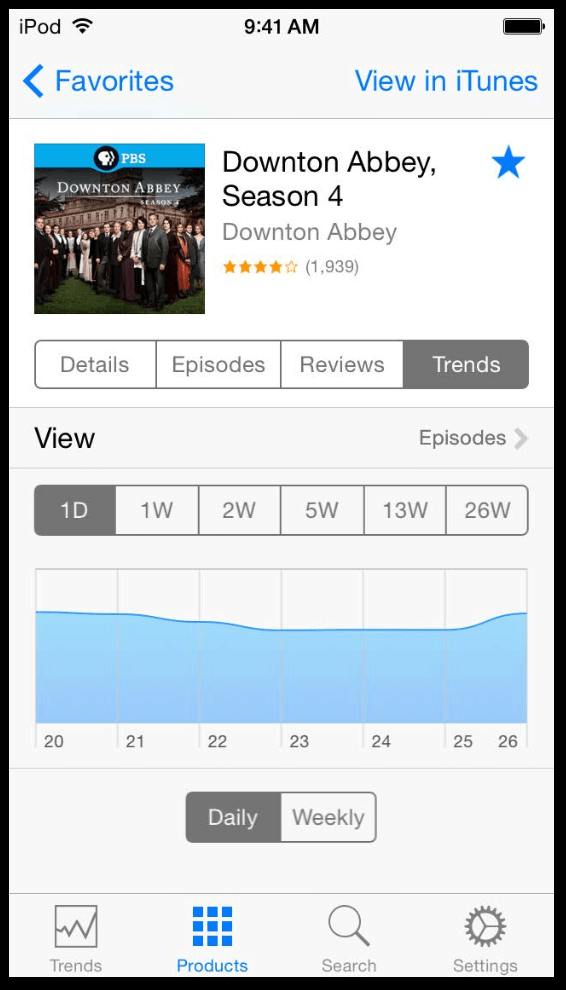 iPod 9:41 AM
Favorites View in iTunes
PBS
DOWNTON ABBEY
SEASON 4
Downton Abbey,
Season 4
Downton Abbey
(1,939)
Details Episodes Reviews Trends
View Episodes
1D 1W 2W 5W 13W 26W
20 21 22 23 24 25 26
Daily Weekly
Trends Products Search Settings